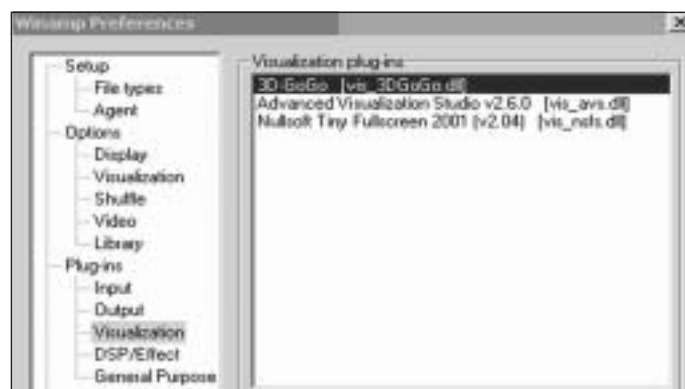 Winamp Preferences
Setup
File types
Agent
Options
Display
Visualization
Shuffle
Video
Library
Plug-ins
Input
Output
Visualization
DSP/Effect
General Purpose
Visualization plug-ins
3D-GoGo [vis_3DGoGo.dll]
Advanced Visualization Studio v2.6.0 [vis_avs.dll]
Nullsoft Tiny Fullscreen 2001 (v2.04) [vis_nsfs.dll]